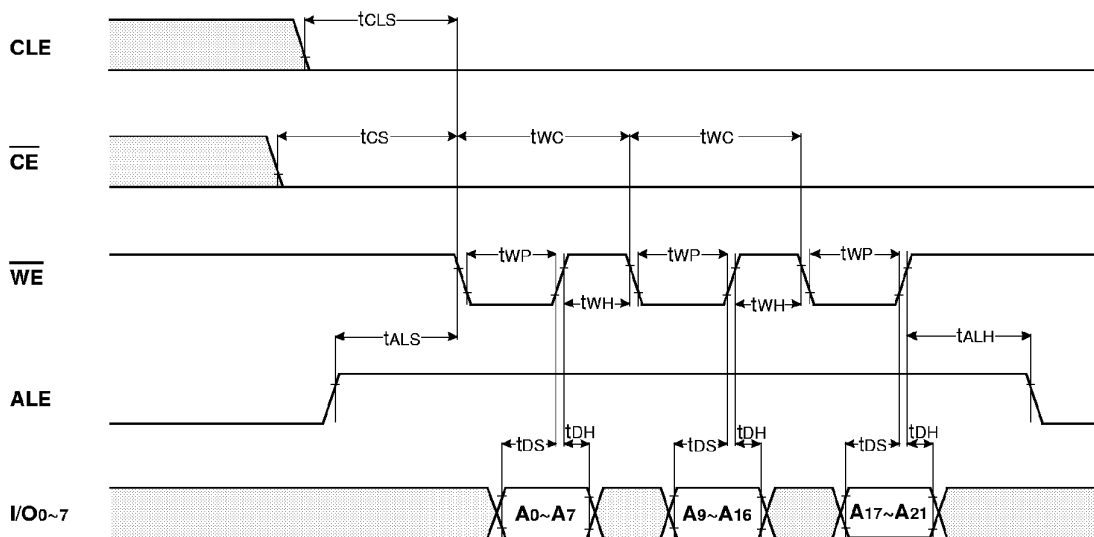 CLE
tCLS
CE
tCS
tWC
tWC
WE
tWP
tWP
tWP
tWH
tWH
tALS
tALH
ALE
tDS
tDH
tDS
tDH
tDS
tDH
I/O0~7
A0~A7
A9~A16
A17~A21